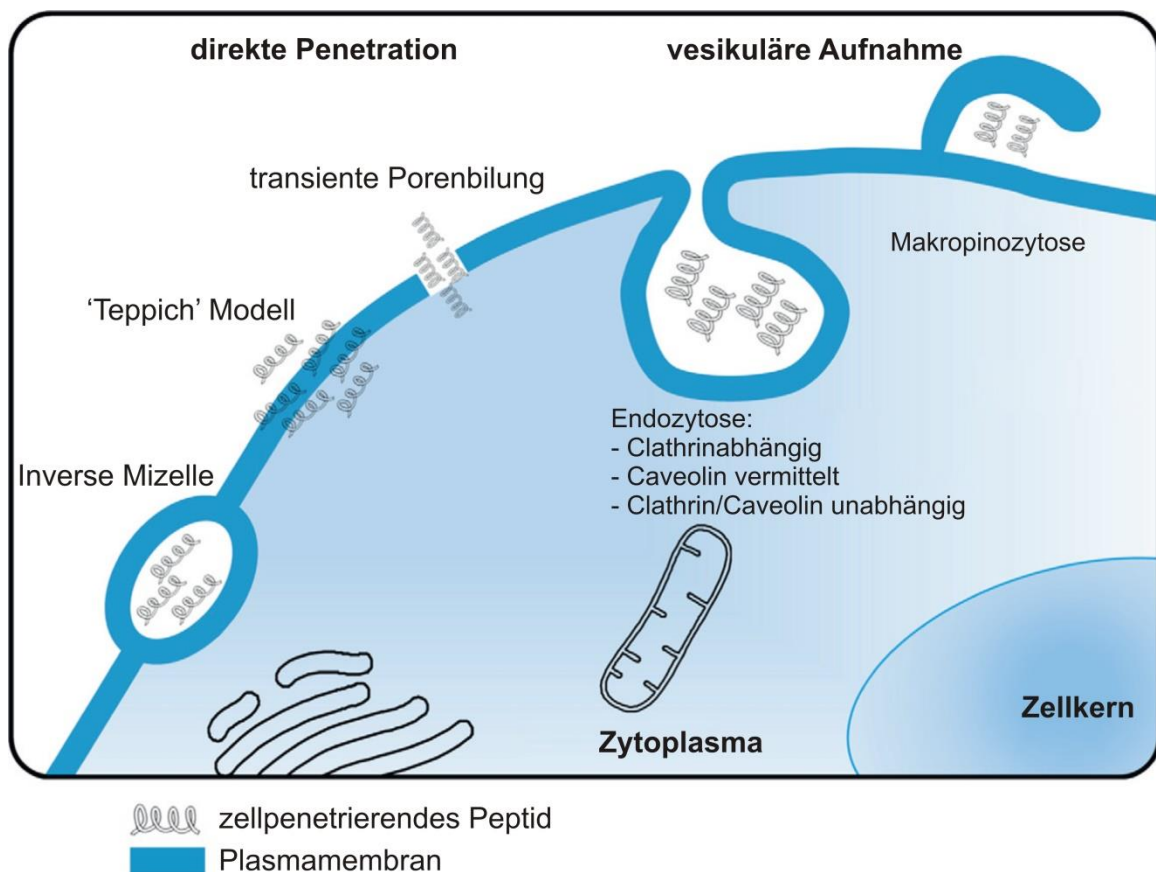 direkte Penetration
vesikuläre Aufnahme
transiente Porenbilung
Makropinozytose
‘Teppich’ Modell
Endozytose:
- Clathrinabhängig
- Caveolin vermittelt
- Clathrin/Caveolin unabhängig
Inverse Mizelle
Zellkern
Zytoplasma
zellpenetrierendes Peptid
Plasmamembran